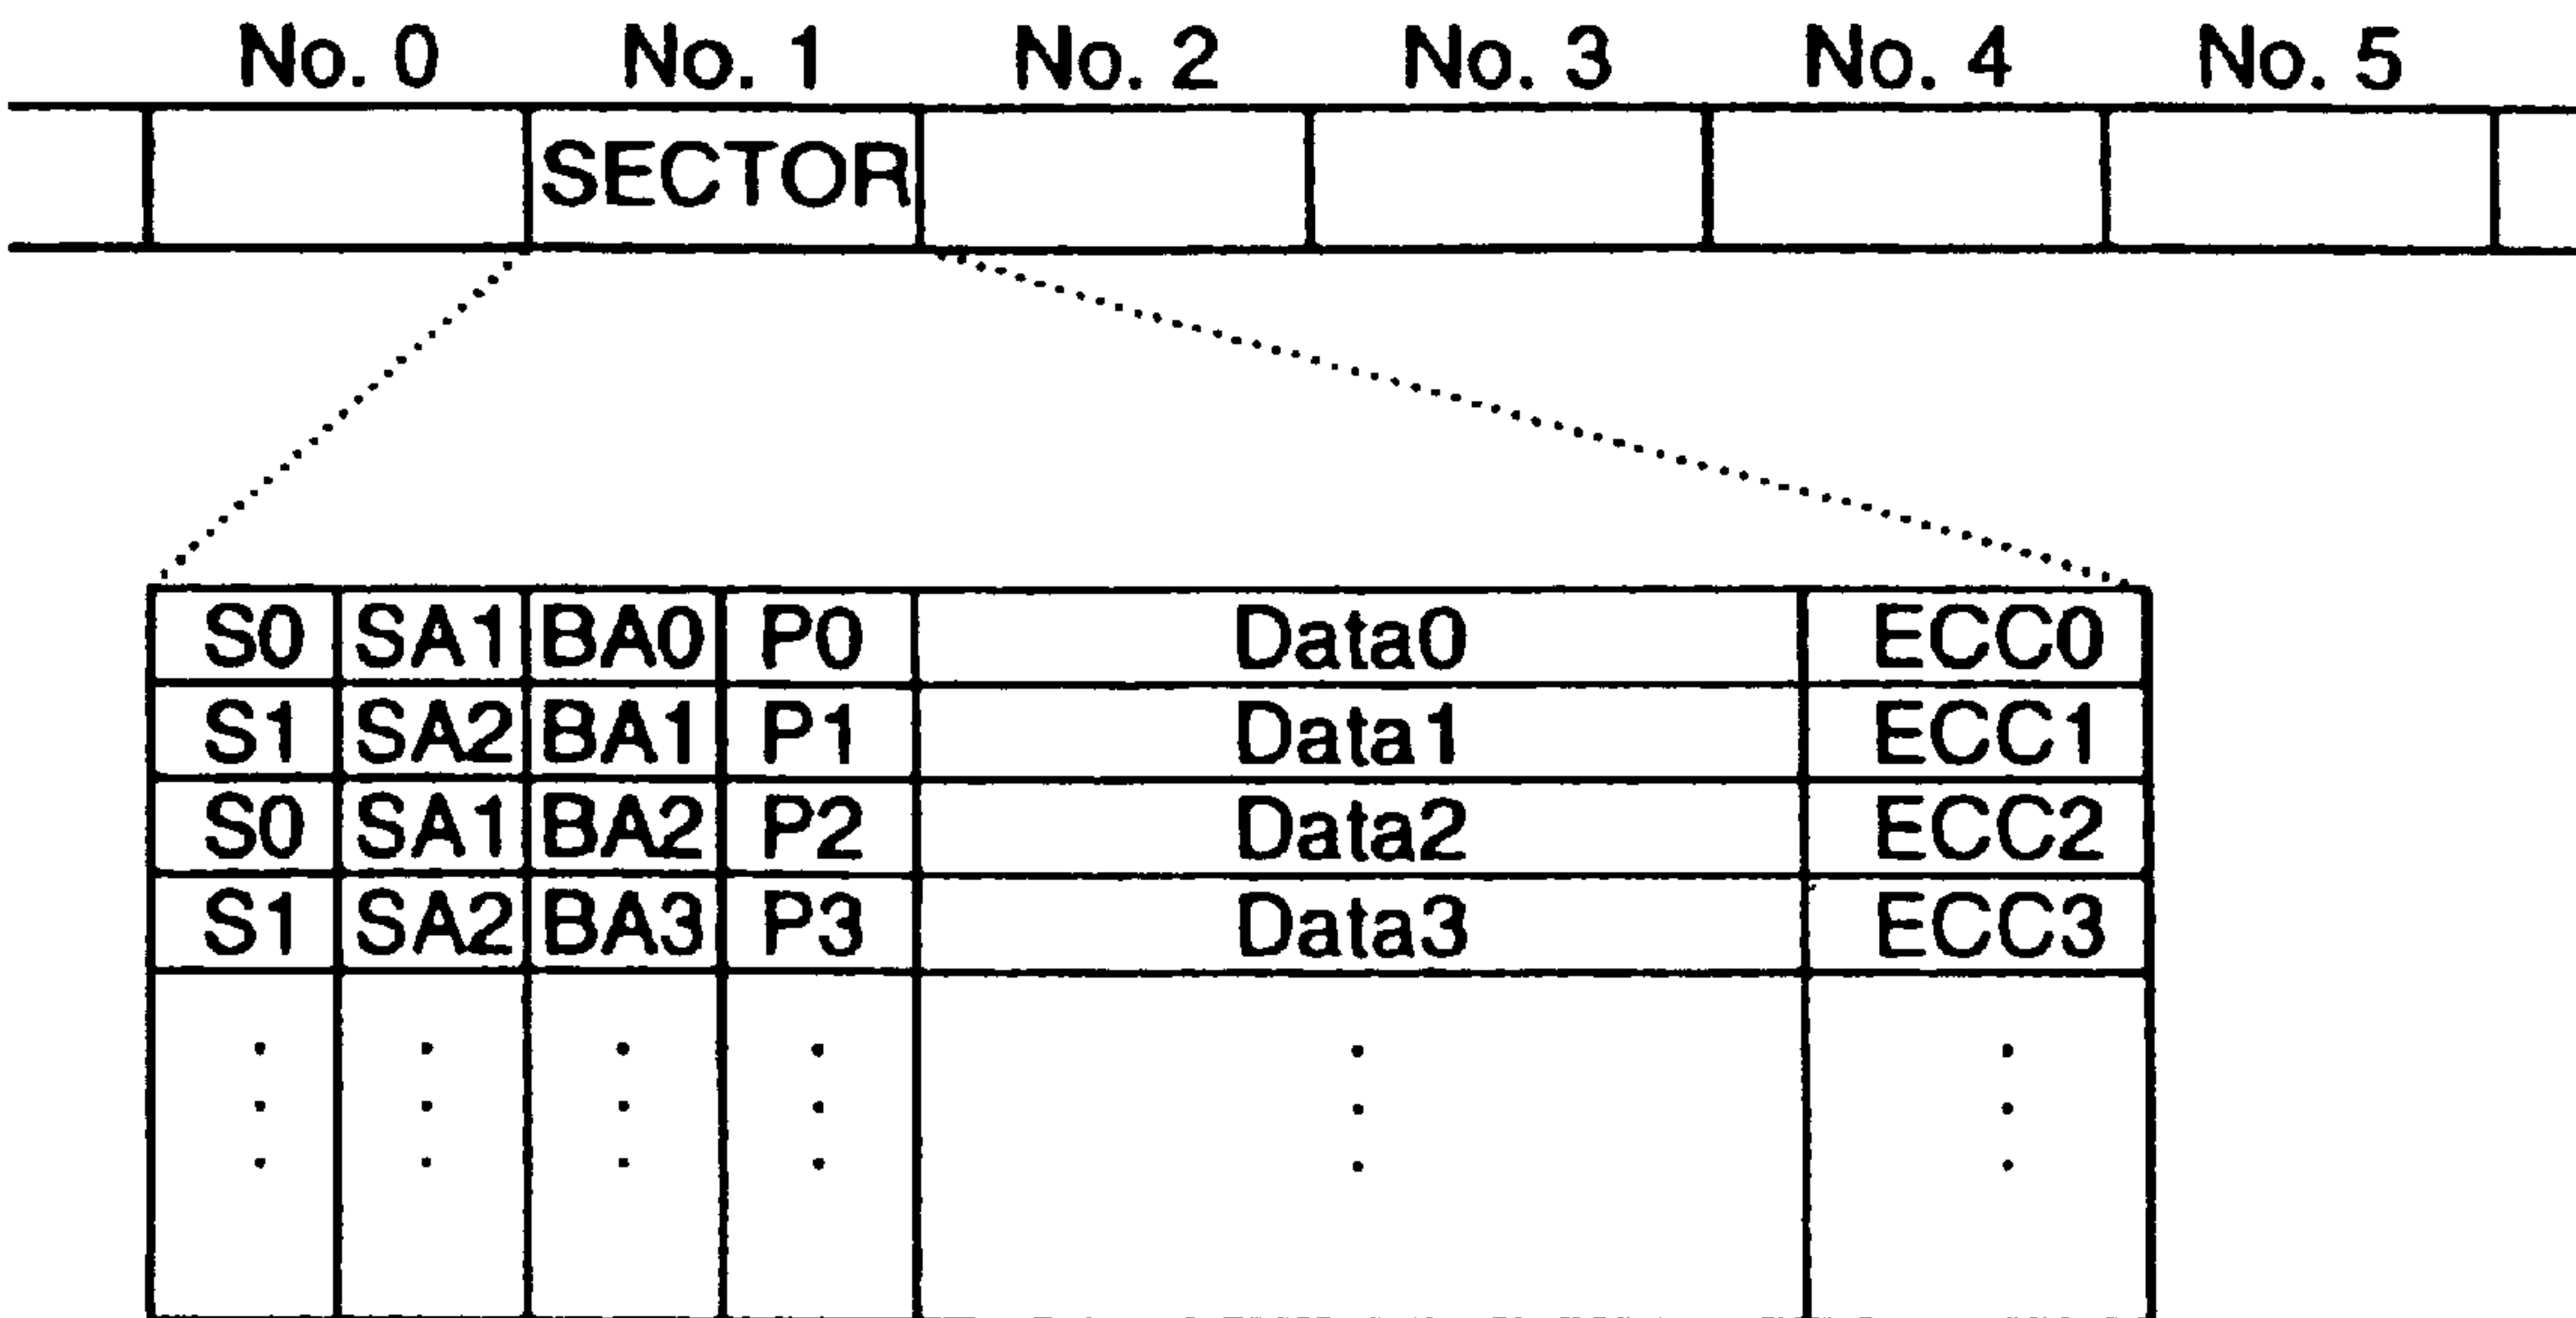 No. 0 No. 1 No. 2 No. 3 No. 4 No. 5
SECTOR
S0 SA1 BA0 P0 Data0 ECC0
S1 SA2 BA1 P1 Data1 ECC1
S0 SA1 BA2 P2 Data2 ECC2
S1 SA2 BA3 P3 Data3 ECC3